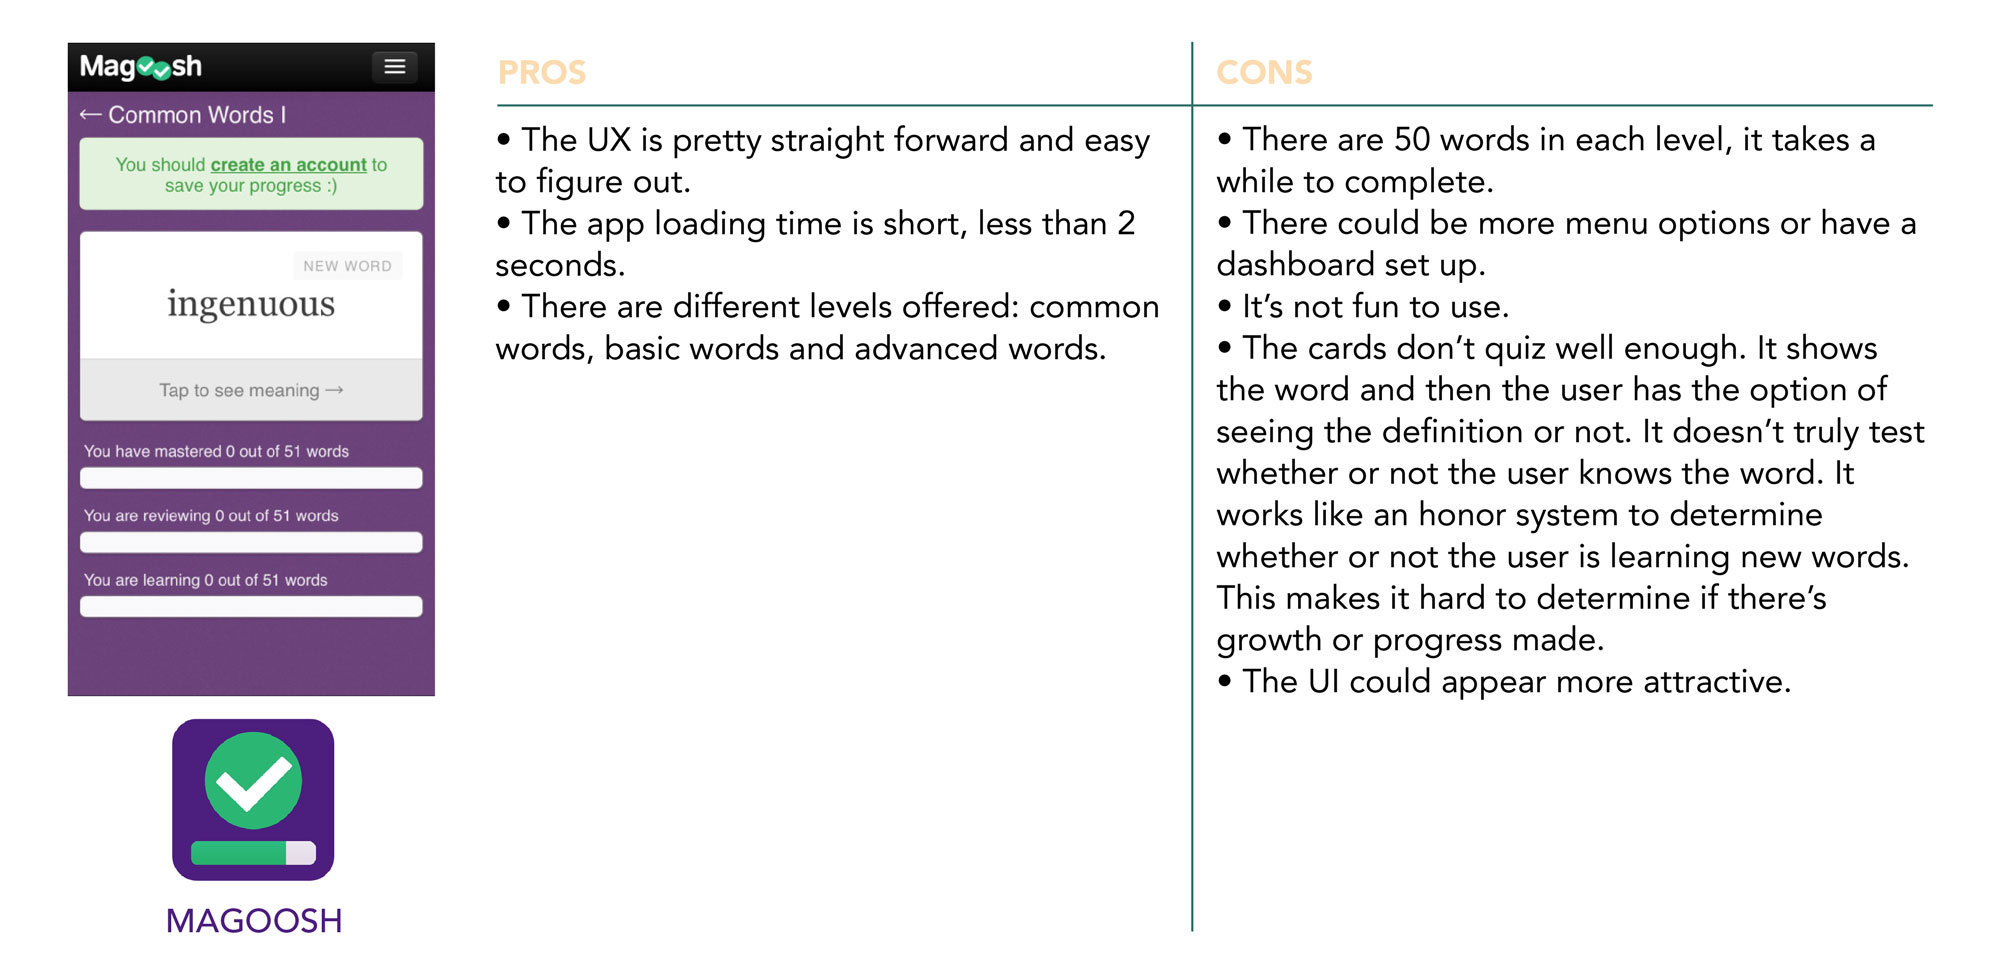 Magoosh
← Common Words I
You should create an account to
save your progress :)
NEW WORD
ingenuous
Tap to see meaning →
You have mastered 0 out of 51 words
You are reviewing 0 out of 51 words
You are learning 0 out of 51 words
MAGOOSH
PROS
• The UX is pretty straight forward and easy
to figure out.
• The app loading time is short, less than 2
seconds.
• There are different levels offered: common
words, basic words and advanced words.
CONS
• There are 50 words in each level, it takes a
while to complete.
• There could be more menu options or have a
dashboard set up.
• It’s not fun to use.
• The cards don’t quiz well enough. It shows
the word and then the user has the option of
seeing the definition or not. It doesn’t truly test
whether or not the user knows the word. It
works like an honor system to determine
whether or not the user is learning new words.
This makes it hard to determine if there’s
growth or progress made.
• The UI could appear more attractive.